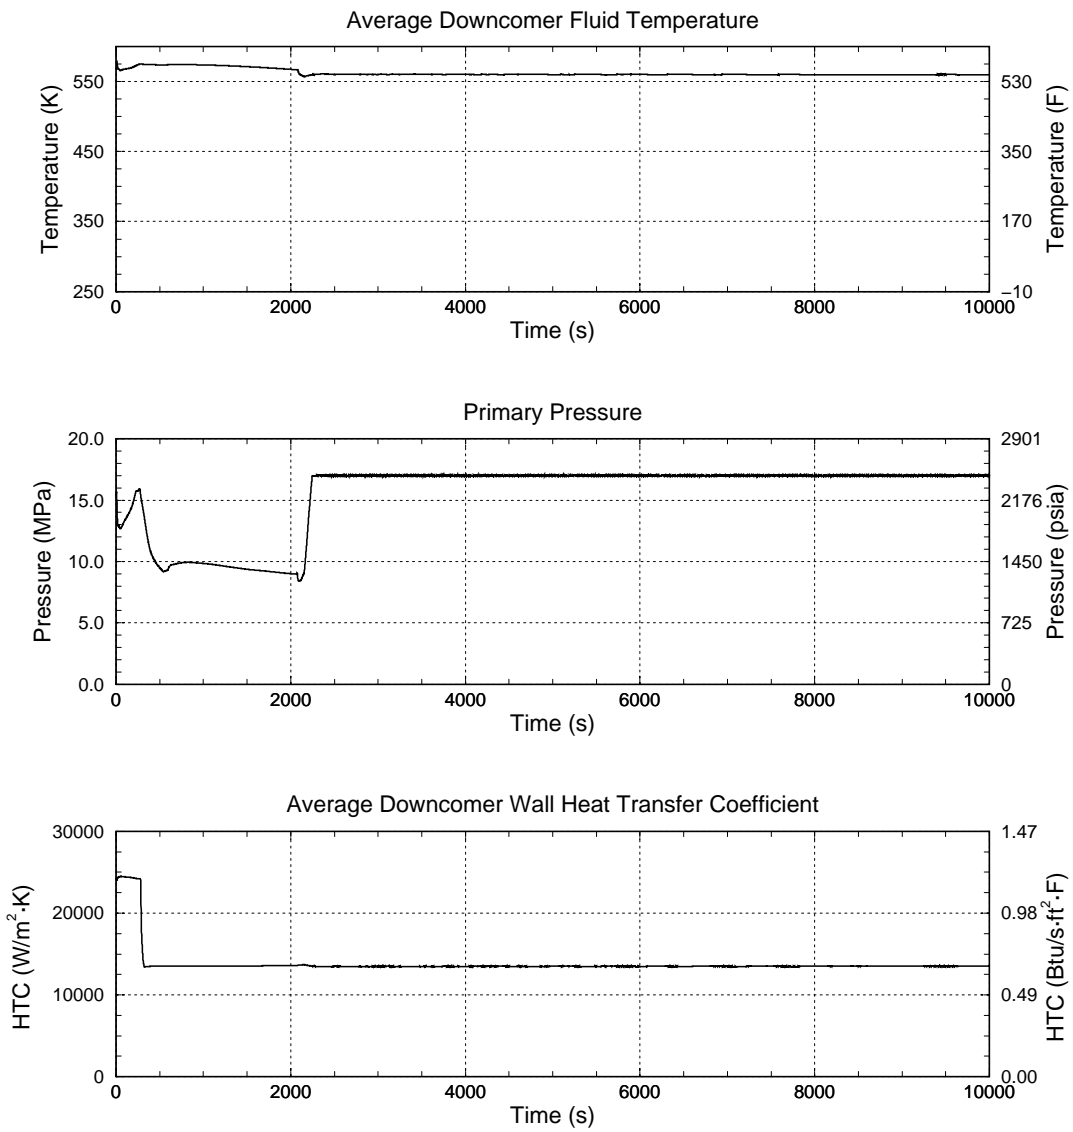 Average Downcomer Fluid Temperature
Temperature (K)
550
450
350
250
530
350
170
−10
Temperature (F)
0 2000 4000 6000 8000 10000
Time (s)
Primary Pressure
Pressure (MPa)
20.0
15.0
10.0
5.0
0.0
2901
2176
1450
725
0
Pressure (psia)
0 2000 4000 6000 8000 10000
Time (s)
Average Downcomer Wall Heat Transfer Coefficient
HTC (W/m²·K)
30000
20000
10000
0
1.47
0.98
0.49
0.00
HTC (Btu/s·ft²·F)
0 2000 4000 6000 8000 10000
Time (s)